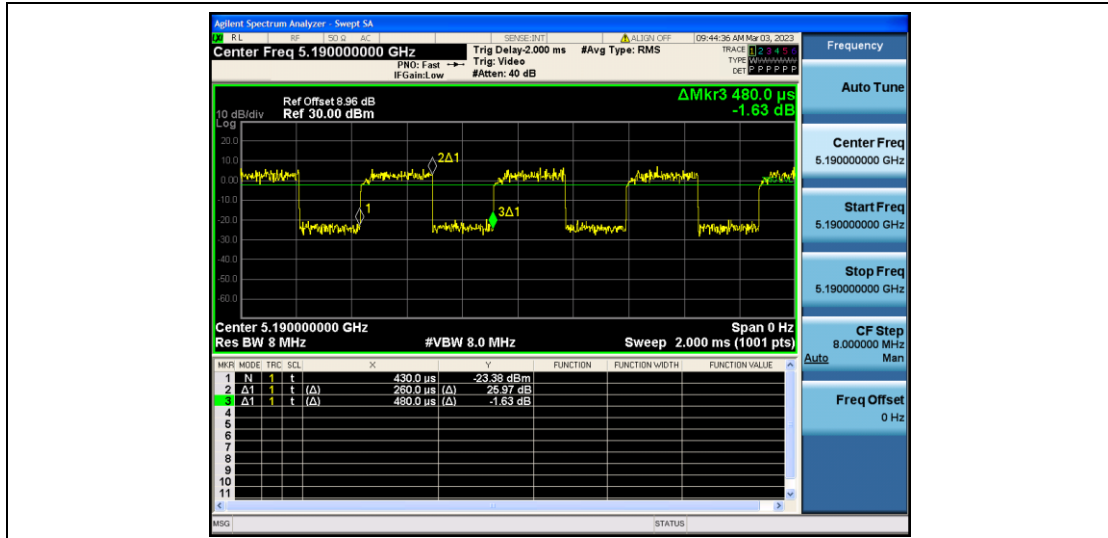 Agilent Spectrum Analyzer - Swept SA
RL RF 50 Ω AC SENSE:INT ALIGN OFF 09:44:36 AM Mar 03, 2023
Center Freq 5.190000000 GHz
Trig Delay-2.000 ms #Avg Type: RMS
TRACE 1 2 3 4 5 6
PNO: Fast Trig: Video
TYPE
IFGain:Low #Atten: 40 dB
DET P P P P P P
Frequency
Auto Tune
Center Freq
5.190000000 GHz
Start Freq
5.190000000 GHz
Stop Freq
5.190000000 GHz
CF Step
8.000000 MHz
Auto Man
Freq Offset
0 Hz
ΔMkr3 480.0 µs
-1.63 dB
Ref Offset 8.96 dB
10 dB/div Ref 30.00 dBm
Log
20.0
10.0
0.00
-10.0
-20.0
-30.0
-40.0
-50.0
-60.0
2Δ1
1
3Δ1
Center 5.190000000 GHz Span 0 Hz
Res BW 8 MHz #VBW 8.0 MHz Sweep 2.000 ms (1001 pts)
MKR MODE TRC SCL X Y FUNCTION FUNCTION WIDTH FUNCTION VALUE
1 N 1 t 430.0 µs -23.38 dBm
2 Δ1 1 t (Δ) 260.0 µs (Δ) 25.97 dB
3 Δ1 1 t (Δ) 480.0 µs (Δ) -1.63 dB
4
5
6
7
8
9
10
11
MSG STATUS